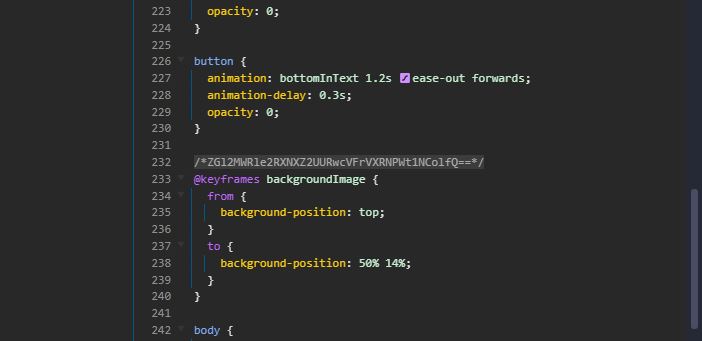 223 opacity: 0;
224 }
225
226 button {
227 animation: bottomInText 1.2s ease-out forwards;
228 animation-delay: 0.3s;
229 opacity: 0;
230 }
231
232 /*ZGl2MWRle2RXNXZ2UURwcVFrVXRNPWt1NColfQ==*/
233 @keyframes backgroundImage {
234 from {
235 background-position: top;
236 }
237 to {
238 background-position: 50% 14%;
239 }
240 }
241
242 body {